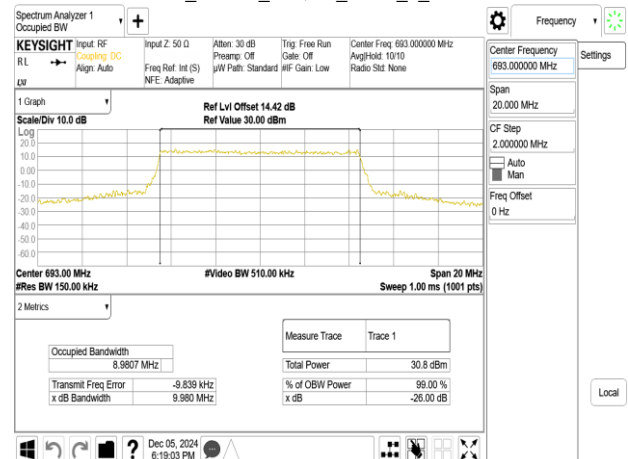 Spectrum Analyzer 1
Occupied BW
Frequency
KEYSIGHT
RL
LXI
Input: RF
Coupling: DC
Align: Auto
Input Z: 50 Ω
Freq Ref: Int (S)
NFE: Adaptive
Atten: 30 dB
Preamp: Off
µW Path: Standard
Trig: Free Run
Gate: Off
#IF Gain: Low
Center Freq: 693.000000 MHz
Avg|Hold: 10/10
Radio Std: None
Center Frequency
693.000000 MHz
Settings
Span
20.000 MHz
CF Step
2.000000 MHz
Auto
Man
Freq Offset
0 Hz
Local
1 Graph
Scale/Div 10.0 dB
Ref Lvl Offset 14.42 dB
Ref Value 30.00 dBm
Log
20.0
10.0
0.00
-10.0
-20.0
-30.0
-40.0
-50.0
-60.0
Center 693.00 MHz
#Video BW 510.00 kHz
Span 20 MHz
#Res BW 150.00 kHz
Sweep 1.00 ms (1001 pts)
2 Metrics
Measure Trace Trace 1
Occupied Bandwidth
8.9807 MHz
Total Power 30.8 dBm
Transmit Freq Error -9.839 kHz
% of OBW Power 99.00 %
x dB Bandwidth 9.980 MHz
x dB -26.00 dB
Dec 05, 2024
6:19:03 PM